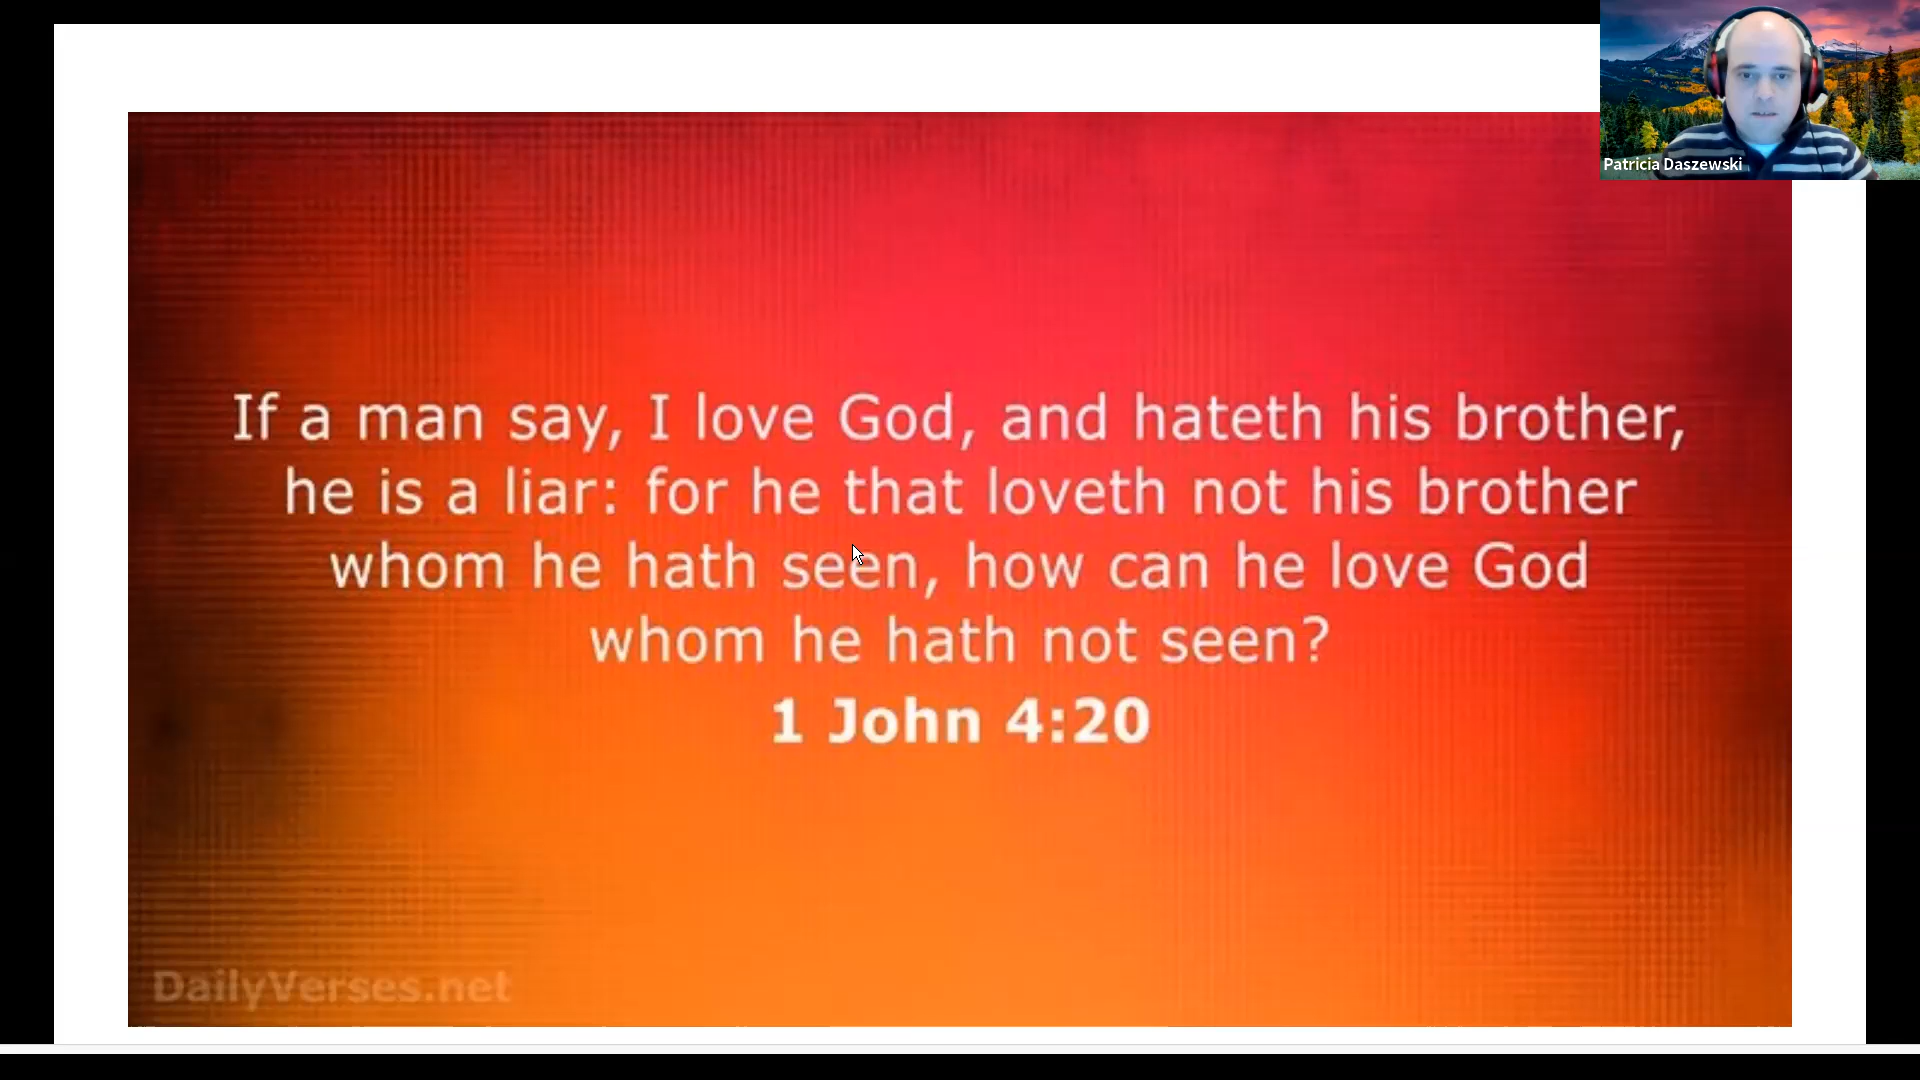 Patricia Daszewski
If a man say, I love God, and hateth his brother,
he is a liar: for he that loveth not his brother
whom he hath seen, how can he love God
whom he hath not seen?
1 John 4:20
DailyVerses.net